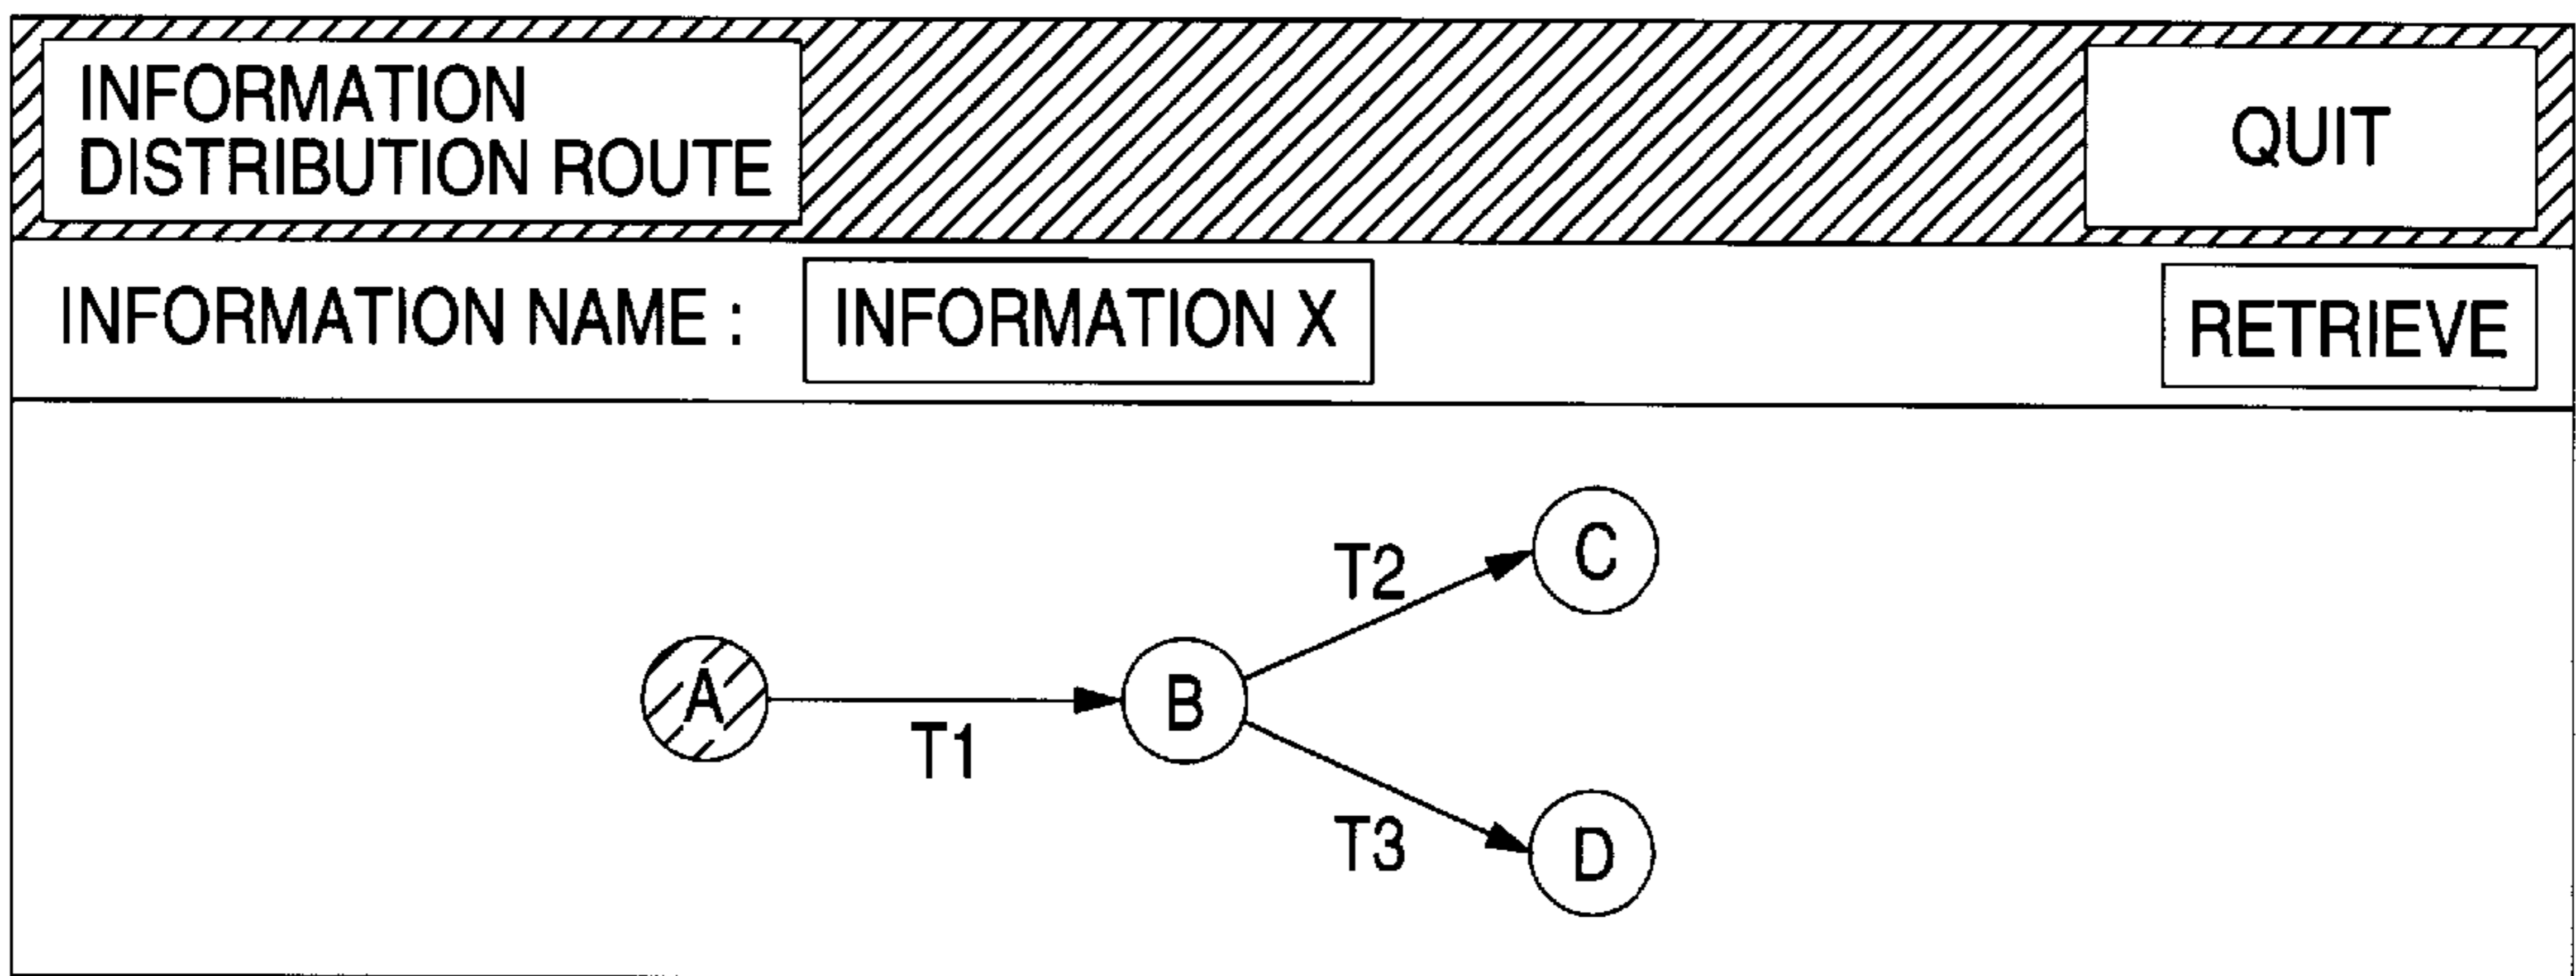 INFORMATION
DISTRIBUTION ROUTE
QUIT
INFORMATION NAME :
INFORMATION X
RETRIEVE
T2
C
A
T1
B
T3
D